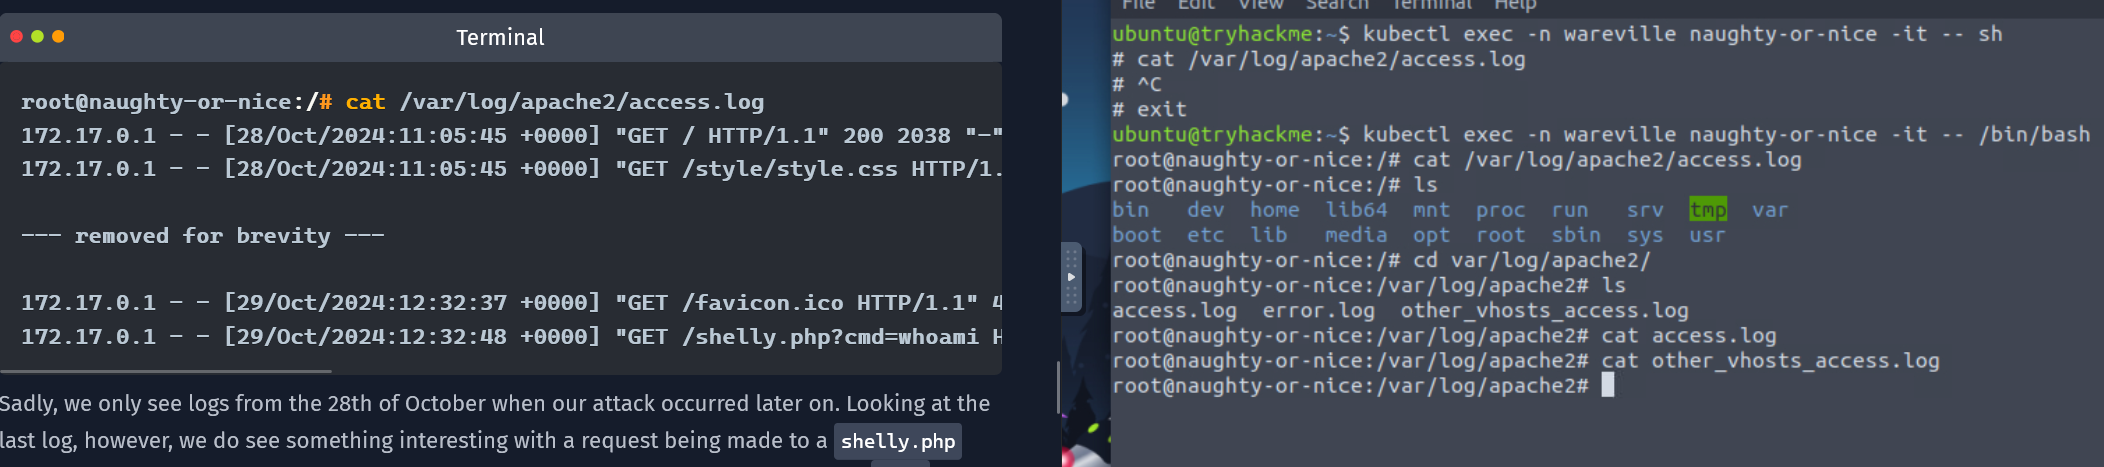 Terminal
root@naughty-or-nice:/# cat /var/log/apache2/access.log
172.17.0.1 - - [28/Oct/2024:11:05:45 +0000] "GET / HTTP/1.1" 200 2038 "-"
172.17.0.1 - - [28/Oct/2024:11:05:45 +0000] "GET /style/style.css HTTP/1.
--- removed for brevity ---
172.17.0.1 - - [29/Oct/2024:12:32:37 +0000] "GET /favicon.ico HTTP/1.1" 4
172.17.0.1 - - [29/Oct/2024:12:32:48 +0000] "GET /shelly.php?cmd=whoami H
Sadly, we only see logs from the 28th of October when our attack occurred later on. Looking at the
last log, however, we do see something interesting with a request being made to a shelly.php
File Edit View Search Terminal Help
ubuntu@tryhackme:~$ kubectl exec -n wareville naughty-or-nice -it -- sh
# cat /var/log/apache2/access.log
# ^C
# exit
ubuntu@tryhackme:~$ kubectl exec -n wareville naughty-or-nice -it -- /bin/bash
root@naughty-or-nice:/# cat /var/log/apache2/access.log
root@naughty-or-nice:/# ls
bin dev home lib64 mnt proc run srv tmp var
boot etc lib media opt root sbin sys usr
root@naughty-or-nice:/# cd var/log/apache2/
root@naughty-or-nice:/var/log/apache2# ls
access.log error.log other_vhosts_access.log
root@naughty-or-nice:/var/log/apache2# cat access.log
root@naughty-or-nice:/var/log/apache2# cat other_vhosts_access.log
root@naughty-or-nice:/var/log/apache2#